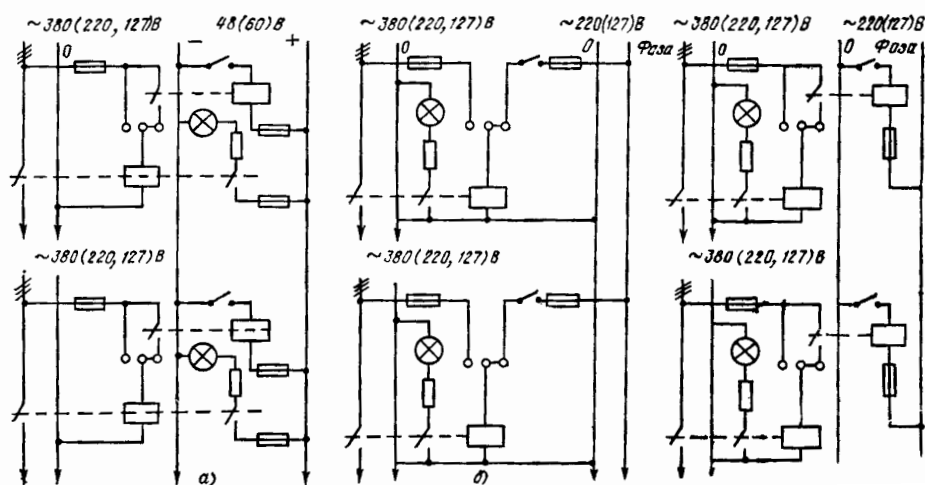 ~380(220, 127)В 48(60)В ~380(220,127)В ~220(127)В ~380(220,127)В ~220(127)В
0 − + 0 0 Фаза 0 0 Фаза
~380(220,127)В ~380(220,127)В ~380(220,127)В
а) б)